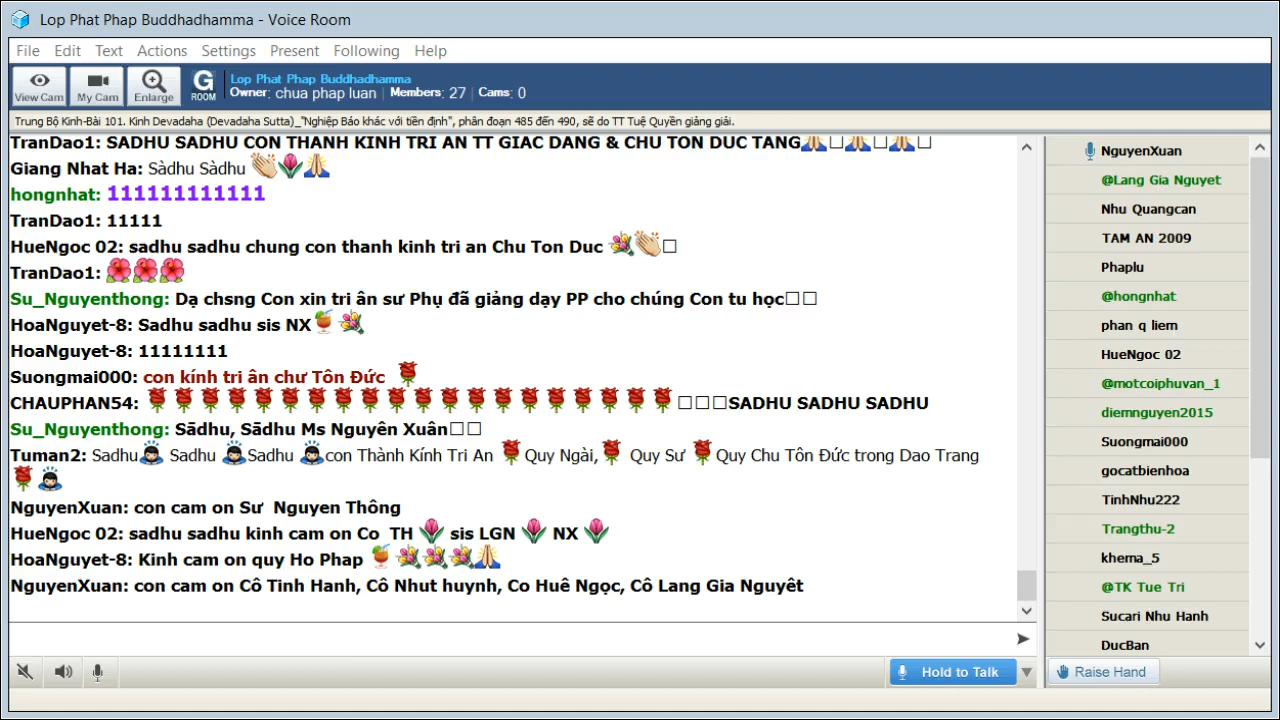 Lop Phat Phap Buddhadhamma - Voice Room
File Edit Text Actions Settings Present Following Help
View Cam My Cam Enlarge G ROOM
Lop Phat Phap Buddhadhamma
Owner: chua phap luan Members: 27 Cams: 0
Trung Bộ Kinh-Bài 101. Kinh Devadaha (Devadaha Sutta)_"Nghiệp Báo khác với tiền định", phân đoạn 485 đến 490, sẽ do TT Tuệ Quyền giảng giải.
TranDao1: SADHU SADHU CON THANH KINH TRI AN TT GIAC DANG & CHU TON DUC TANG🙏□🙏□🙏□
Giang Nhat Ha: Sàdhu Sàdhu 👏🌷🙏
hongnhat: 111111111111
TranDao1: 11111
HueNgoc 02: sadhu sadhu chung con thanh kinh tri an Chu Ton Duc 💐👏□
TranDao1: 🌺🌺🌺
Su_Nguyenthong: Dạ chsng Con xin tri ân sư Phụ đã giảng dạy PP cho chúng Con tu học□□
HoaNguyet-8: Sadhu sadhu sis NX🍹 💐
HoaNguyet-8: 11111111
Suongmai000: con kính tri ân chư Tôn Đức 🌹
CHAUPHAN54: 🌹🌹🌹🌹🌹🌹🌹🌹🌹🌹🌹🌹🌹🌹🌹🌹🌹🌹🌹🌹□□□SADHU SADHU SADHU
Su_Nguyenthong: Sādhu, Sādhu Ms Nguyên Xuân□□
Tuman2: Sadhu🙇 Sadhu 🙇Sadhu 🙇con Thành Kính Tri An 🌹Quy Ngài,🌹 Quy Sư 🌹Quy Chu Tôn Đức trong Dao Trang
🌹🙇
NguyenXuan: con cam on Sư Nguyen Thông
HueNgoc 02: sadhu sadhu kinh cam on Co TH 🌷 sis LGN 🌷 NX 🌷
HoaNguyet-8: Kinh cam on quy Ho Phap 🍹💐💐💐🙏
NguyenXuan: con cam on Cô Tinh Hanh, Cô Nhut huynh, Co Huê Ngọc, Cô Lang Gia Nguyêt
Hold to Talk
NguyenXuan
@Lang Gia Nguyet
Nhu Quangcan
TAM AN 2009
Phaplu
@hongnhat
phan q liem
HueNgoc 02
@motcoiphuvan_1
diemnguyen2015
Suongmai000
gocatbienhoa
TinhNhu222
Trangthu-2
khema_5
@TK Tue Tri
Sucari Nhu Hanh
DucBan
Raise Hand